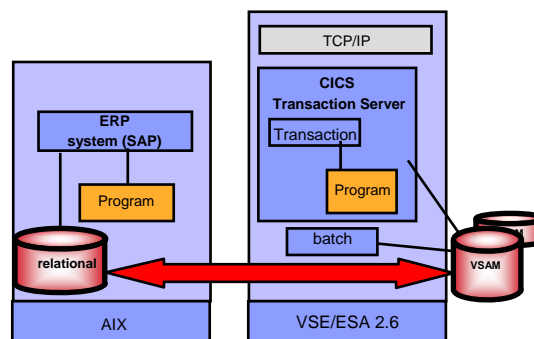 TCP/IP
CICS
Transaction Server
Transaction
Program
batch
VSE/ESA 2.6
ERP
system (SAP)
Program
relational
AIX
VSAM